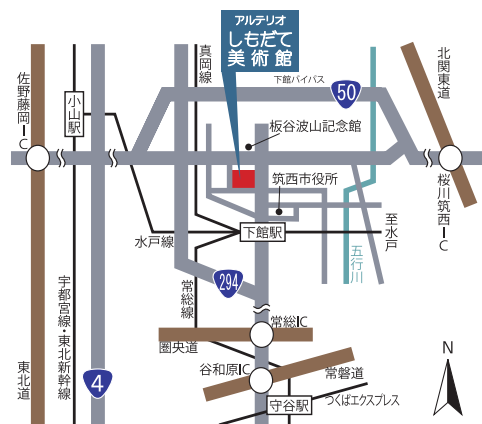 アルテリオ
しもだて
美術館
真岡線
下館バイパス
50
北関東道
佐野藤岡IC
小山駅
板谷波山記念館
筑西市役所
桜川筑西IC
水戸線
下館駅
至水戸
五行川
常総線
294
宇都宮線・東北新幹線
東北道
4
常総IC
圏央道
谷和原IC
常磐道
守谷駅
つくばエクスプレス
N